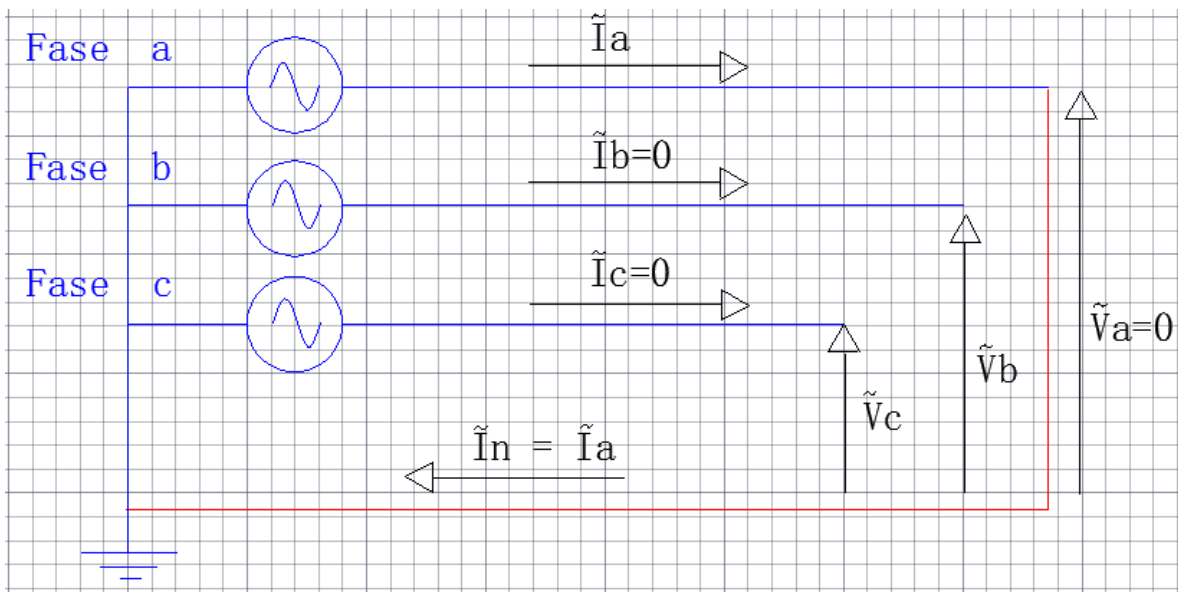 Fase a
Ĩa
Fase b
Ĩb=0
Fase c
Ĩc=0
Ṽa=0
Ṽb
Ṽc
Ĩn = Ĩa